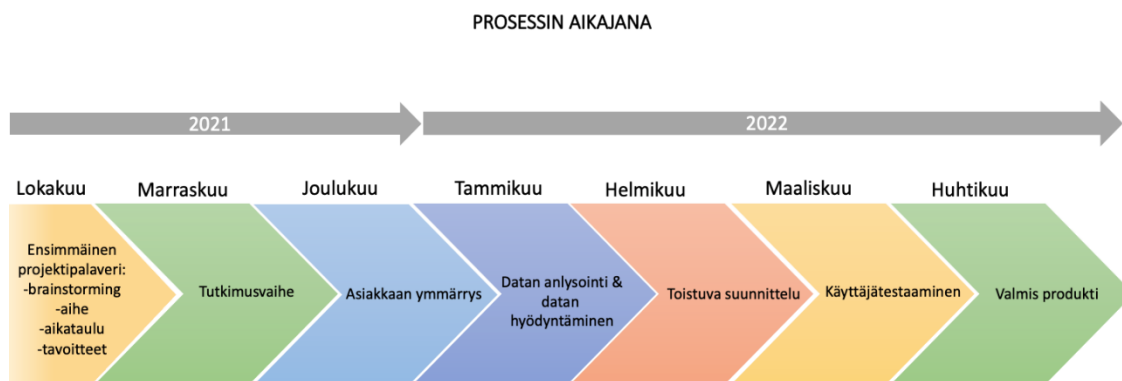 PROSESSIN AIKAJANA
2021
2022
Lokakuu
Marraskuu
Joulukuu
Tammikuu
Helmikuu
Maaliskuu
Huhtikuu
Ensimmäinen
projektipalaveri:
-brainstorming
-aihe
-aikataulu
-tavoitteet
Tutkimusvaihe
Asiakkaan ymmärrys
Datan anlysointi &
datan
hyödyntäminen
Toistuva suunnittelu
Käyttäjätestaaminen
Valmis produkti